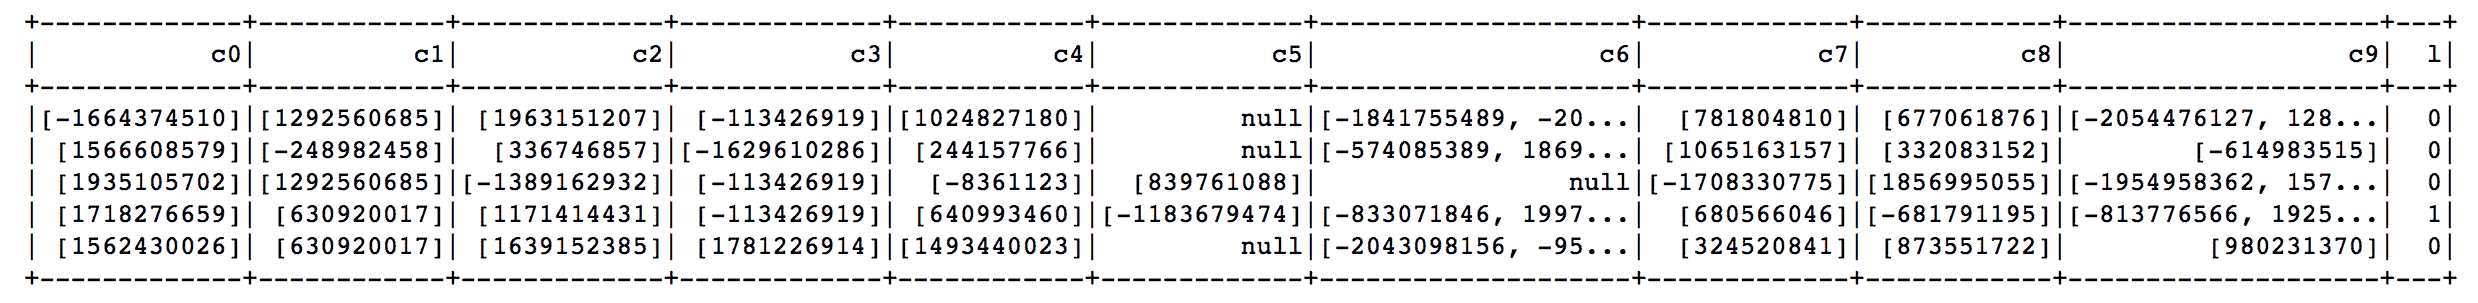 +-------------+------------+-------------+-------------+------------+-------------+--------------------+-------------+------------+--------------------+---+
|           c0|          c1|           c2|           c3|          c4|           c5|                  c6|           c7|          c8|                  c9|  l|
+-------------+------------+-------------+-------------+------------+-------------+--------------------+-------------+------------+--------------------+---+
|[-1664374510]|[1292560685]| [1963151207]| [-113426919]|[1024827180]|         null|[-1841755489, -20...|  [781804810]| [677061876]|[-2054476127, 128...|  0|
| [1566608579]|[-248982458]|  [336746857]|[-1629610286]| [244157766]|         null|[-574085389, 1869...| [1065163157]| [332083152]|        [-614983515]|  0|
| [1935105702]|[1292560685]|[-1389162932]| [-113426919]|  [-8361123]|  [839761088]|                null|[-1708330775]|[1856995055]|[-1954958362, 157...|  0|
| [1718276659]| [630920017]| [1171414431]| [-113426919]| [640993460]|[-1183679474]|[-833071846, 1997...|  [680566046]|[-681791195]|[-813776566, 1925...|  1|
| [1562430026]| [630920017]| [1639152385]| [1781226914]|[1493440023]|         null|[-2043098156, -95...|  [324520841]| [873551722]|         [980231370]|  0|
+-------------+------------+-------------+-------------+------------+-------------+--------------------+-------------+------------+--------------------+---+